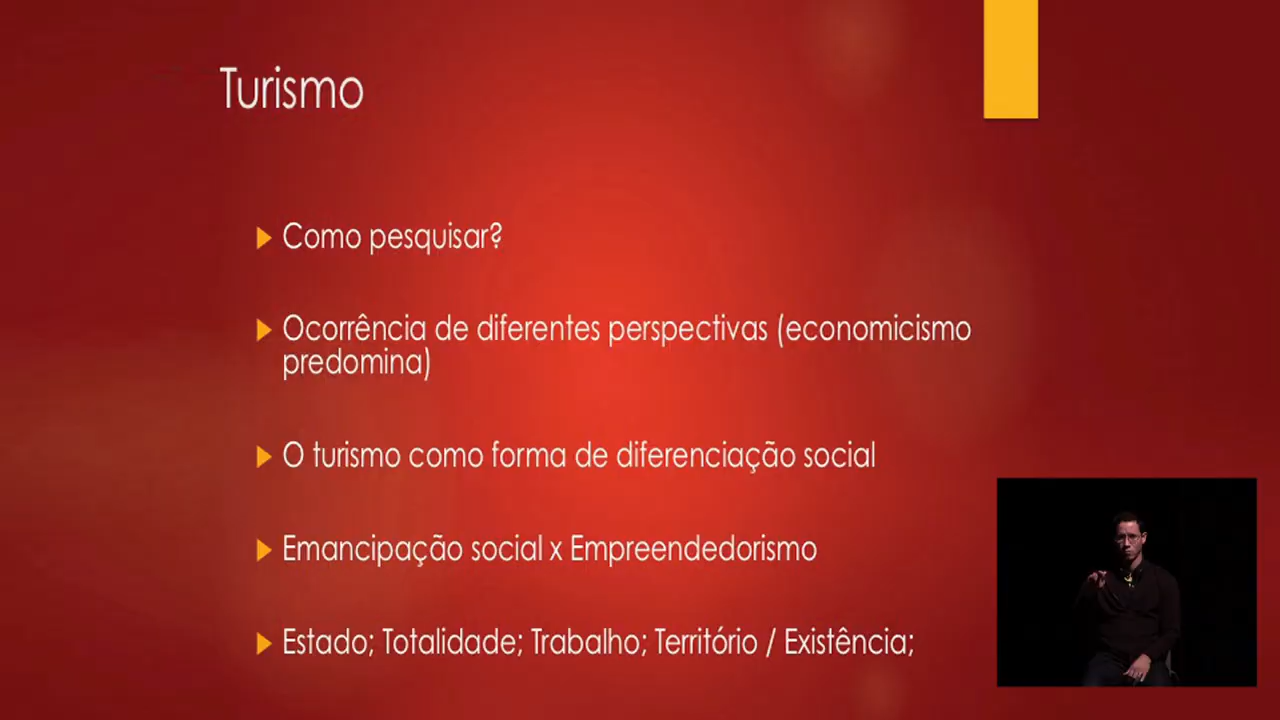 Turismo
Como pesquisar?
Ocorrência de diferentes perspectivas (economicismo
predomina)
O turismo como forma de diferenciação social
Emancipação social x Empreendedorismo
Estado; Totalidade; Trabalho; Território / Existência;